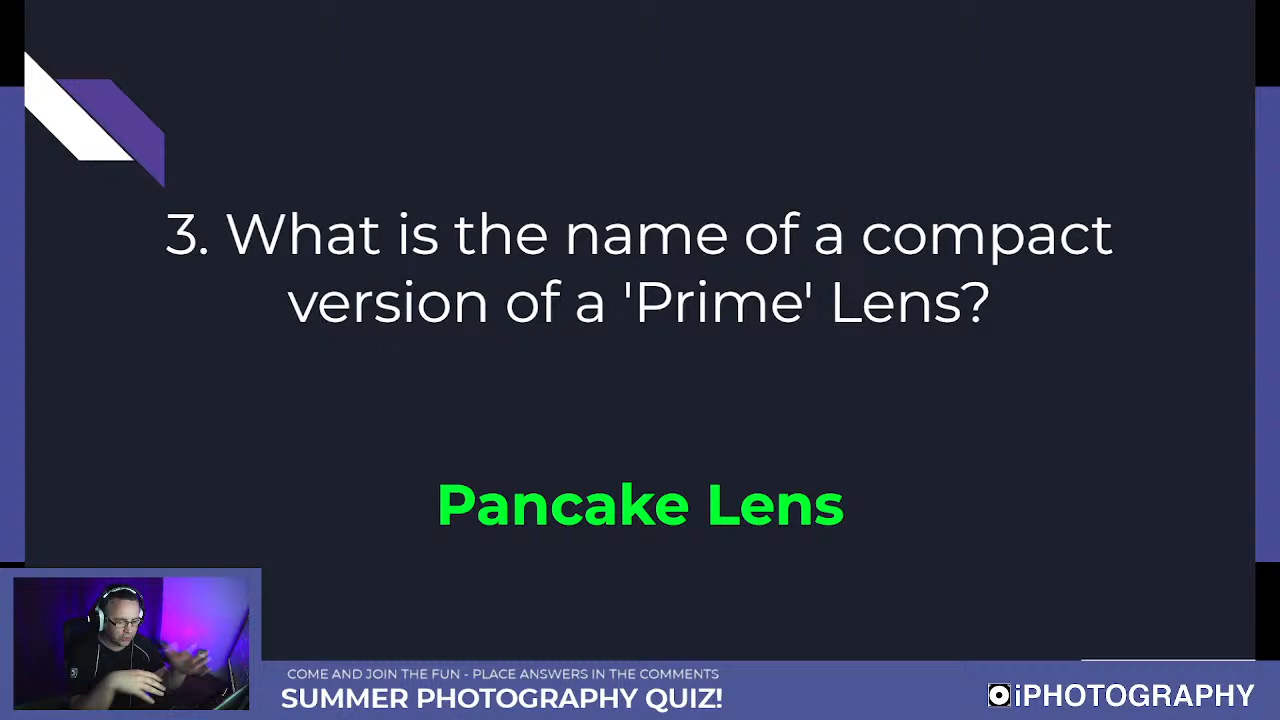 3. What is the name of a compact
version of a 'Prime' Lens?
Pancake Lens
COME AND JOIN THE FUN - PLACE ANSWERS IN THE COMMENTS
SUMMER PHOTOGRAPHY QUIZ!
iPHOTOGRAPHY